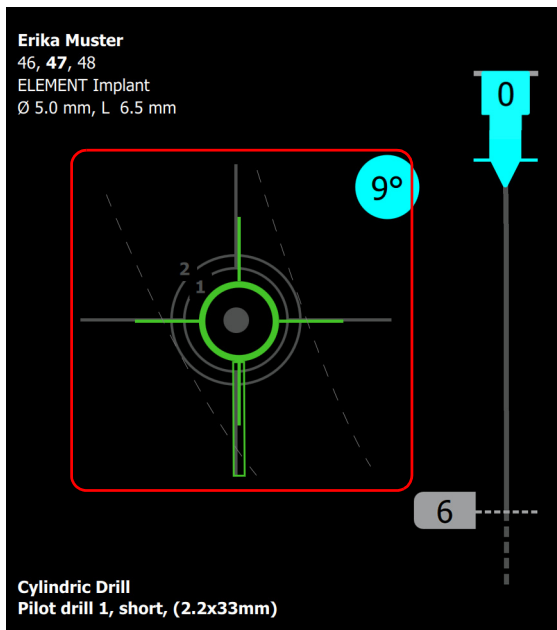 Erika Muster
46, 47, 48
ELEMENT Implant
Ø 5.0 mm, L 6.5 mm
0
9°
2
1
6
Cylindric Drill
Pilot drill 1, short, (2.2x33mm)